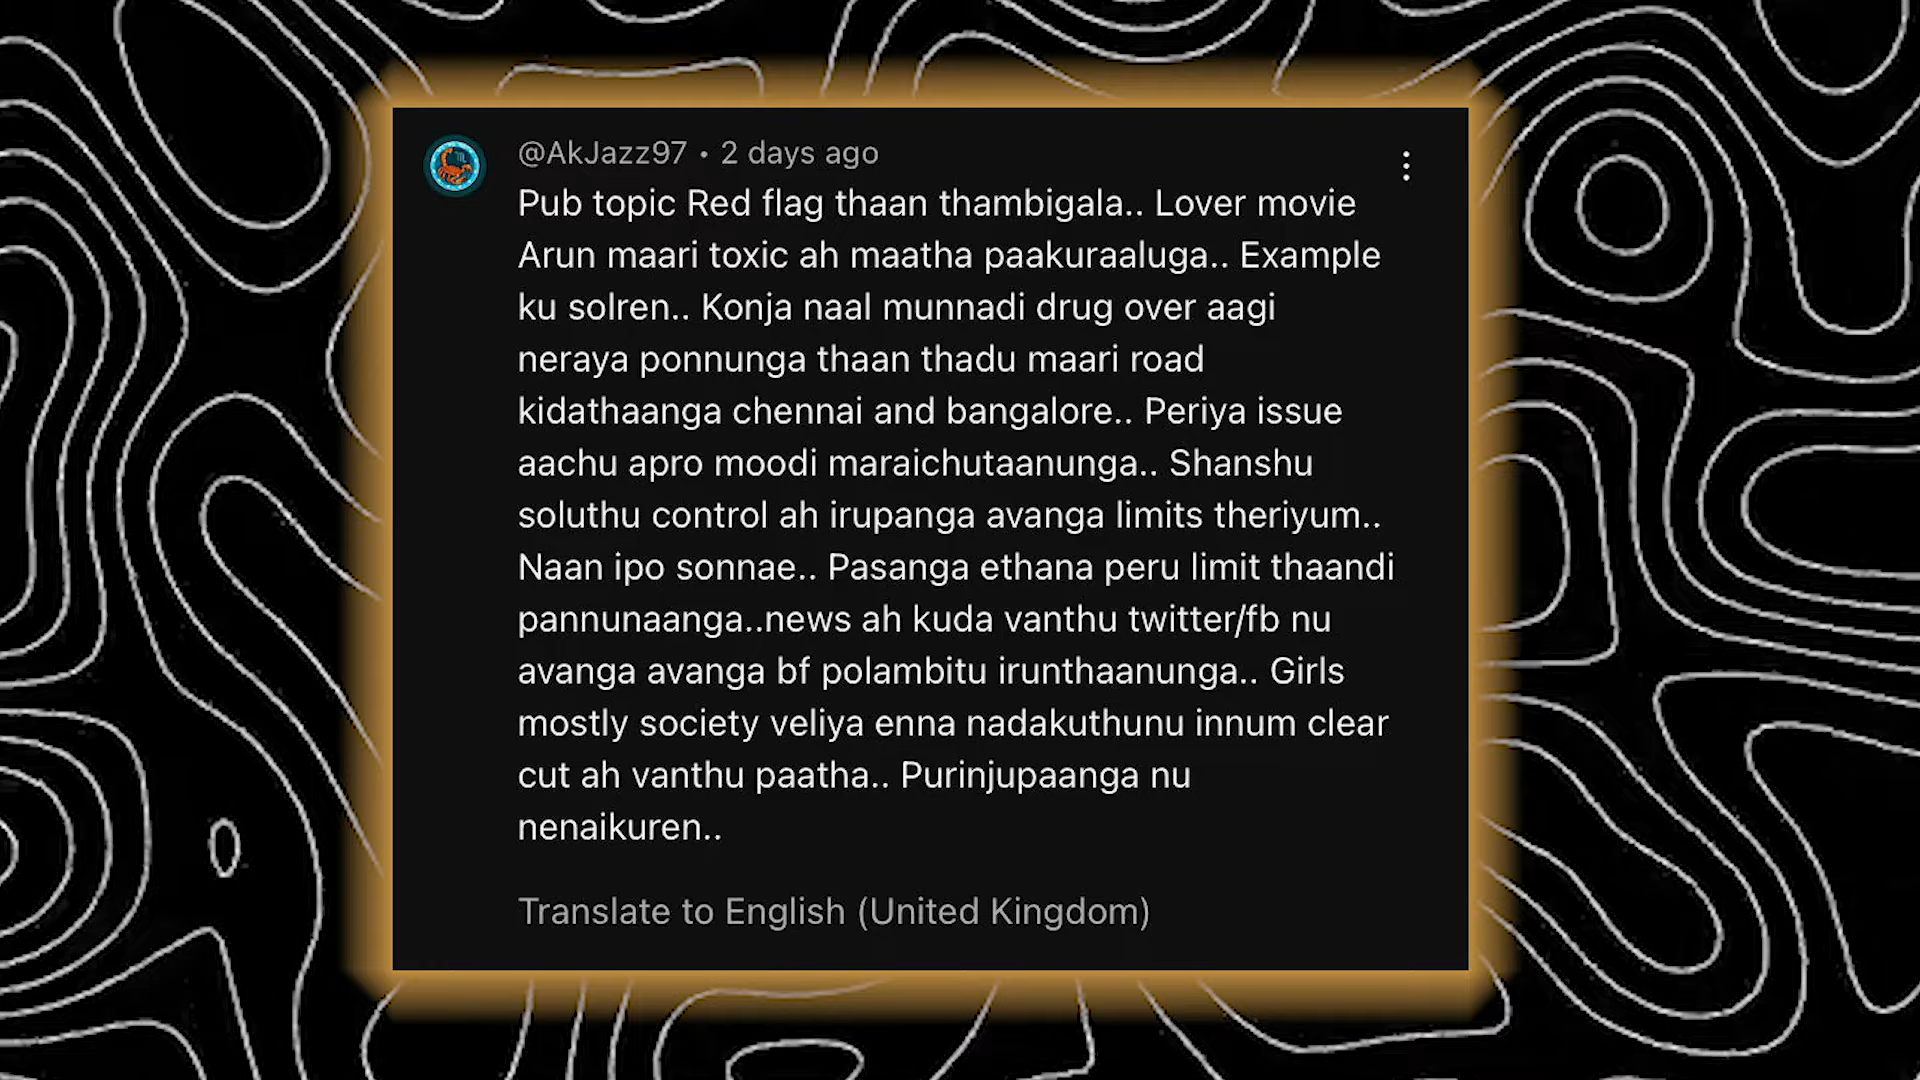 @AkJazz97 • 2 days ago
Pub topic Red flag thaan thambigala.. Lover movie
Arun maari toxic ah maatha paakuraaluga.. Example
ku solren.. Konja naal munnadi drug over aagi
neraya ponnunga thaan thadu maari road
kidathaanga chennai and bangalore.. Periya issue
aachu apro moodi maraichutaanunga.. Shanshu
soluthu control ah irupanga avanga limits theriyum..
Naan ipo sonnae.. Pasanga ethana peru limit thaandi
pannunaanga..news ah kuda vanthu twitter/fb nu
avanga avanga bf polambitu irunthaanunga.. Girls
mostly society veliya enna nadakuthunu innum clear
cut ah vanthu paatha.. Purinjupaanga nu
nenaikuren..
Translate to English (United Kingdom)